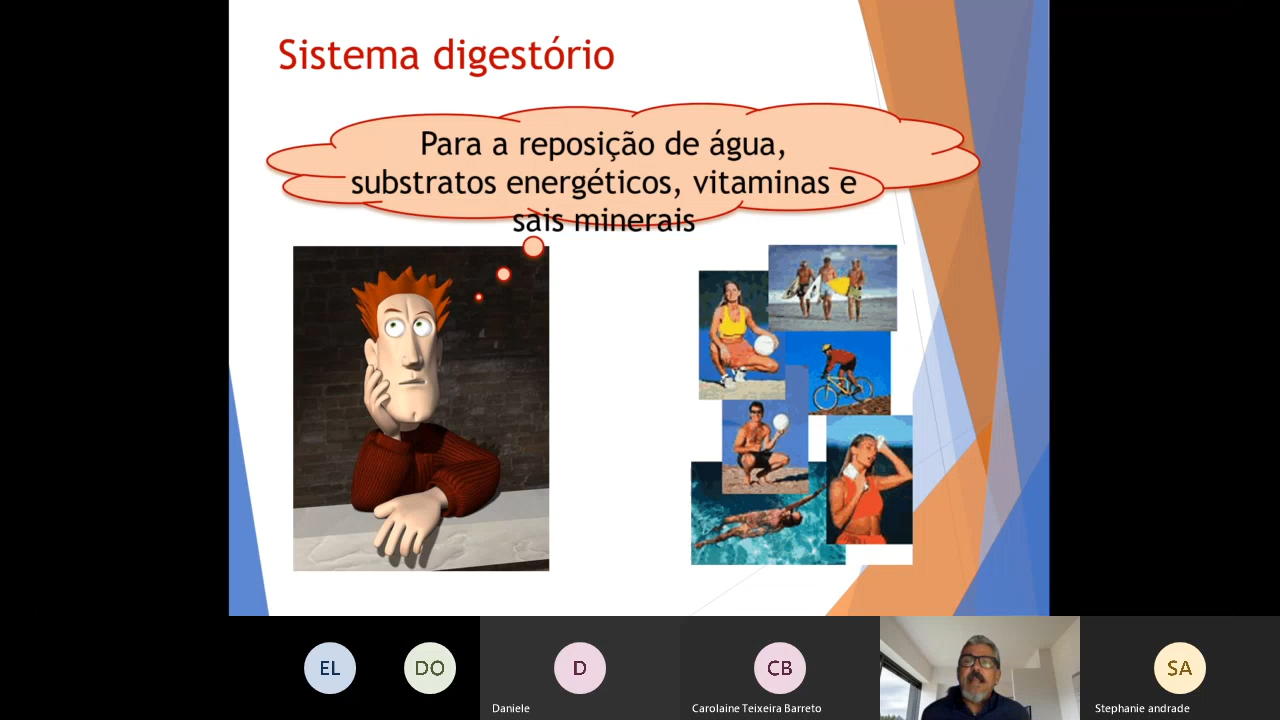 Sistema digestório
Para a reposição de água,
substratos energéticos, vitaminas e
sais minerais
EL
DO
D
CB
SA
Daniele
Carolaine Teixeira Barreto
Stephanie andrade